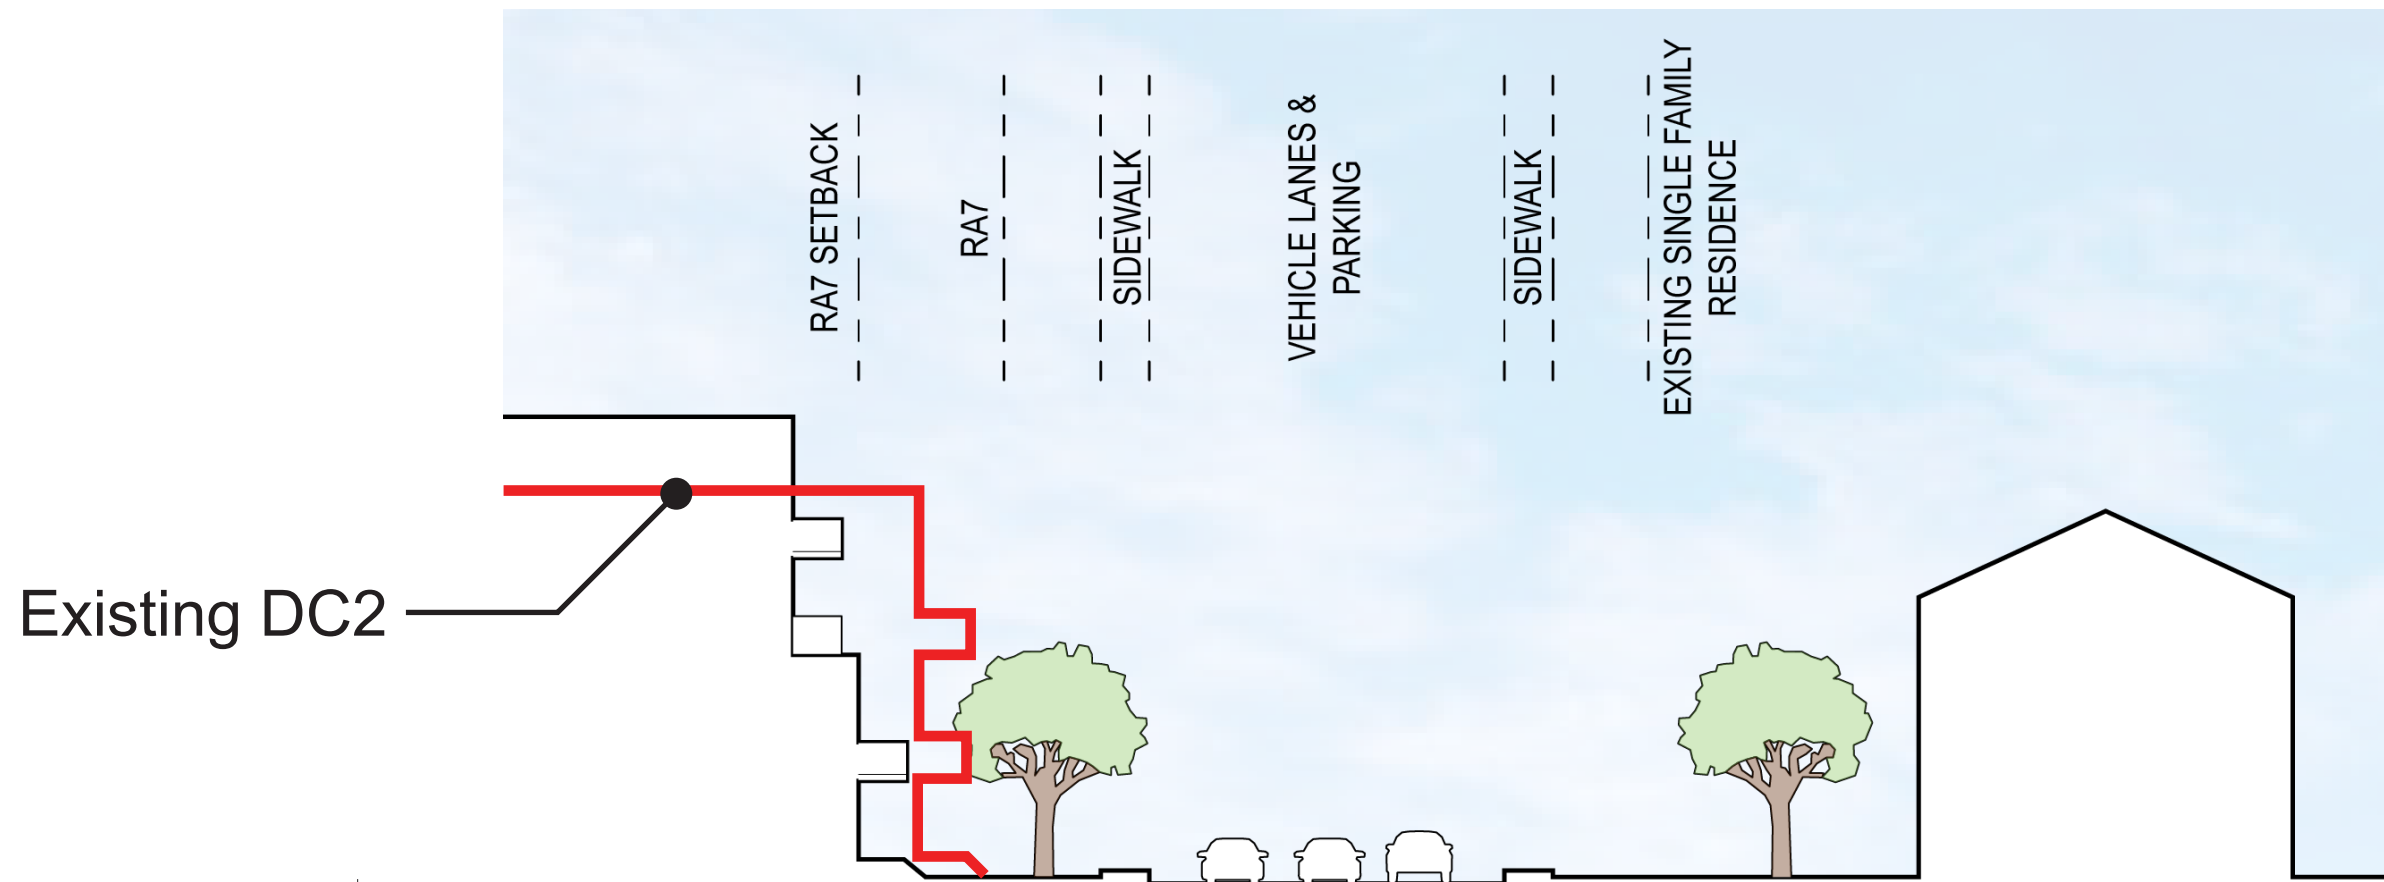 RA7 SETBACK
RA7
SIDEWALK
VEHICLE LANES &
PARKING
SIDEWALK
EXISTING SINGLE FAMILY
RESIDENCE
Existing DC2